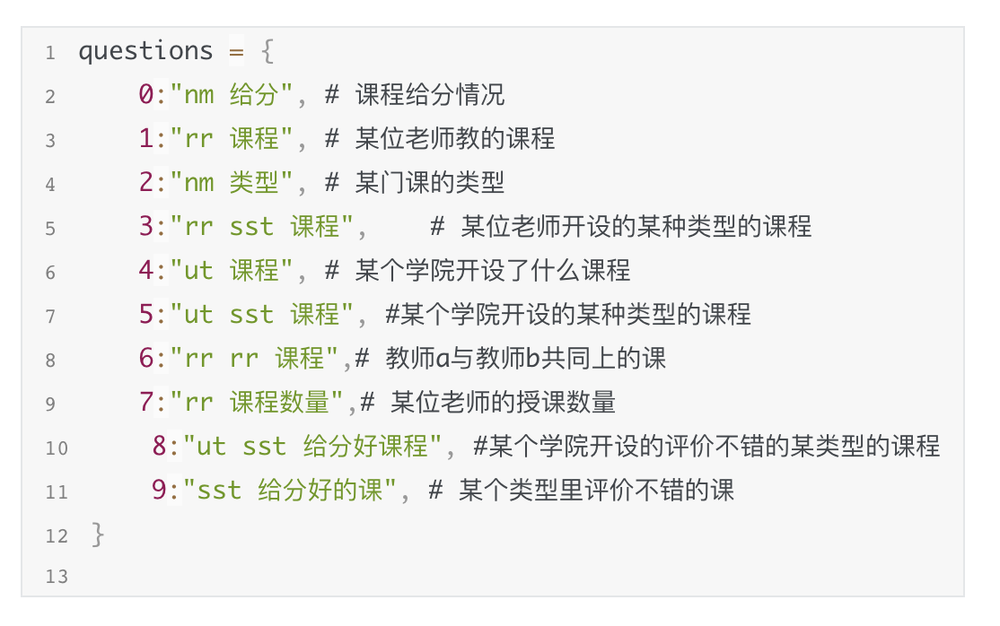 1 questions = {
2 0:"nm 给分", # 课程给分情况
3 1:"rr 课程", # 某位老师教的课程
4 2:"nm 类型", # 某门课的类型
5 3:"rr sst 课程",    # 某位老师开设的某种类型的课程
6 4:"ut 课程", # 某个学院开设了什么课程
7 5:"ut sst 课程", #某个学院开设的某种类型的课程
8 6:"rr rr 课程",# 教师a与教师b共同上的课
9 7:"rr 课程数量",# 某位老师的授课数量
10 8:"ut sst 给分好课程", #某个学院开设的评价不错的某类型的课程
11 9:"sst 给分好的课", # 某个类型里评价不错的课
12 }
13